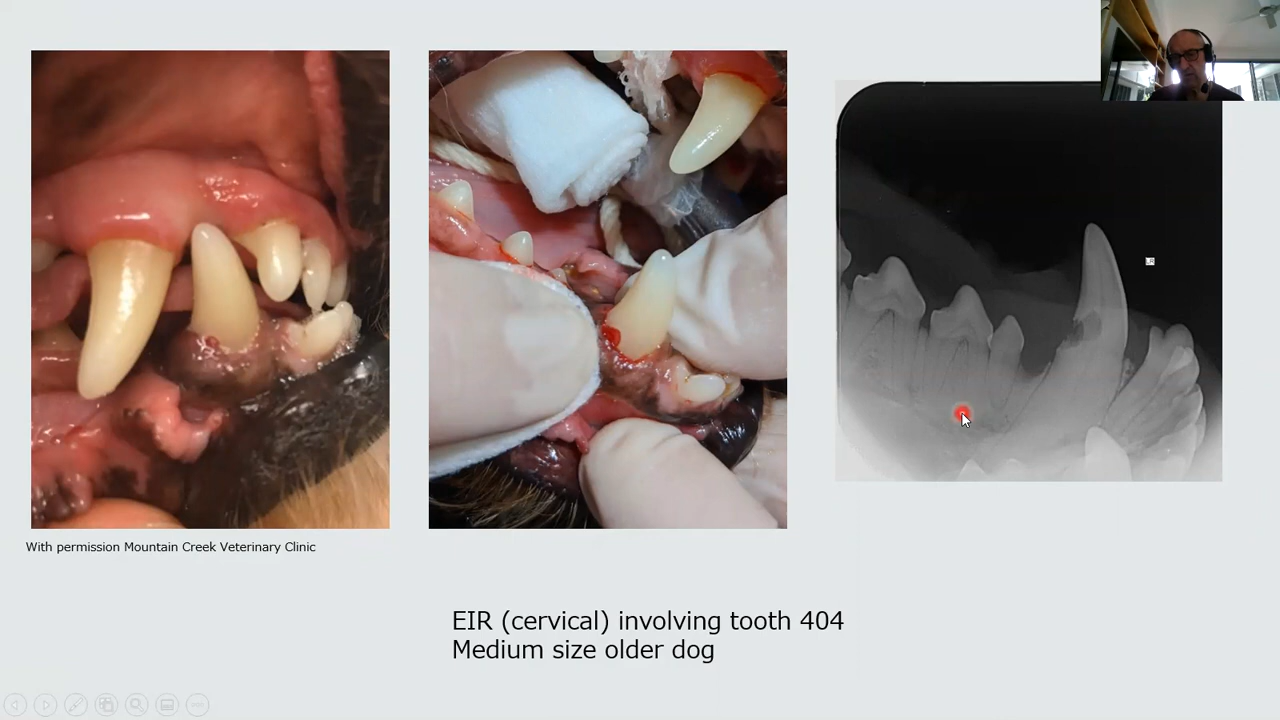 With permission Mountain Creek Veterinary Clinic
EIR (cervical) involving tooth 404
Medium size older dog